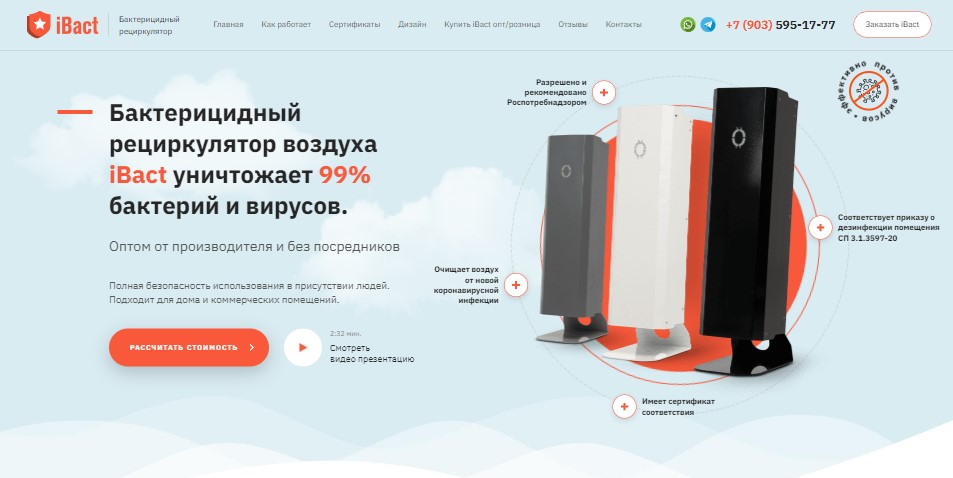 iBact
Бактерицидный
рециркулятор
Главная Как работает Сертификаты Дизайн Купить iBact опт/розница Отзывы Контакты
+7 (903) 595-17-77
Заказать iBact
эффективно против вирусов •
Разрешено и
рекомендовано
Роспотребнадзором
Бактерицидный
рециркулятор воздуха
iBact уничтожает 99%
бактерий и вирусов.
Оптом от производителя и без посредников
Полная безопасность использования в присутствии людей.
Подходит для дома и коммерческих помещений.
РАССЧИТАТЬ СТОИМОСТЬ
2:32 мин.
Смотреть
видео презентацию
Очищает воздух
от новой
коронавирусной
инфекции
Соответствует приказу о
дезинфекции помещения
СП 3.1.3597-20
Имеет сертификат
соответствия